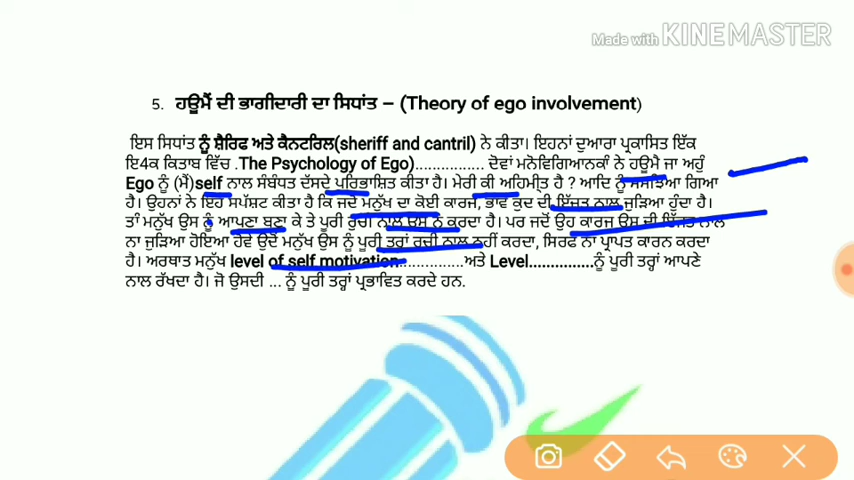 Made with KINEMASTER
5. ਹਉਮੈਂ ਦੀ ਭਾਗੀਦਾਰੀ ਦਾ ਸਿਧਾਂਤ – (Theory of ego involvement)
ਇਸ ਸਿਧਾਂਤ ਨੂੰ ਸ਼ੈਰਿਫ ਅਤੇ ਕੈਨਟਰਿਲ(sheriff and cantril) ਨੇ ਕੀਤਾ। ਇਹਨਾਂ ਦੁਆਰਾ ਪ੍ਰਕਾਸਿਤ ਇੱਕ
ਇ4ਕ ਕਿਤਾਬ ਵਿੱਚ .The Psychology of Ego)................ ਦੋਵਾਂ ਮਨੋਵਿਗਿਆਨਕਾਂ ਨੇ ਹਉਮੈ ਜਾ ਅਹੁੰ
Ego ਨੂੰ (ਮੈਂ)self ਨਾਲ ਸੰਬੰਧਤ ਦੱਸਦੇ ਪਰਿਭਾਸ਼ਿਤ ਕੀਤਾ ਹੈ। ਮੇਰੀ ਕੀ ਅਹਿਮੀਤ ਹੈ ? ਆਦਿ ਨੂੰ ਸਮਝਿਆ ਗਿਆ
ਹੈ। ਉਹਨਾਂ ਨੇ ਇਹ ਸਪੱਸ਼ਟ ਕੀਤਾ ਹੈ ਕਿ ਜਦੋਂ ਮਨੁੱਖ ਦਾ ਕੋਈ ਕਾਰਜ, ਭਾਵ ਕੁਦ ਦੀ ਇੱਜਤ ਨਾਲ ਜੁੜਿਆ ਹੁੰਦਾ ਹੈ।
ਤਾਂ ਮਨੁੱਖ ਉਸ ਨੂੰ ਆਪਣਾ ਬਣਾ ਕੇ ਤੇ ਪੂਰੀ ਰੁਚੀ ਨਾਲ ਉਸ ਨੂੰ ਕਰਦਾ ਹੈ। ਪਰ ਜਦੋਂ ਉਹ ਕਾਰਜ ਉਸ ਦੀ ਇੱਜਤ ਨਾਲ
ਨਾ ਜੁੜਿਆ ਹੋਇਆ ਹੋਵੇ ਉਦੋਂ ਮਨੁੱਖ ਉਸ ਨੂੰ ਪੂਰੀ ਤਰਾਂ ਰਚੀ ਨਾਲ ਨਹੀਂ ਕਰਦਾ, ਸਿਰਫ ਨਾ ਪ੍ਰਾਪਤ ਕਾਰਨ ਕਰਦਾ
ਹੈ। ਅਰਥਾਤ ਮਨੁੱਖ level of self motivation...............ਅਤੇ Level...............ਨੂੰ ਪੂਰੀ ਤਰ੍ਹਾਂ ਆਪਣੇ
ਨਾਲ ਰੱਖਦਾ ਹੈ। ਜੋ ਉਸਦੀ ... ਨੂੰ ਪੂਰੀ ਤਰ੍ਹਾਂ ਪ੍ਰਭਾਵਿਤ ਕਰਦੇ ਹਨ.